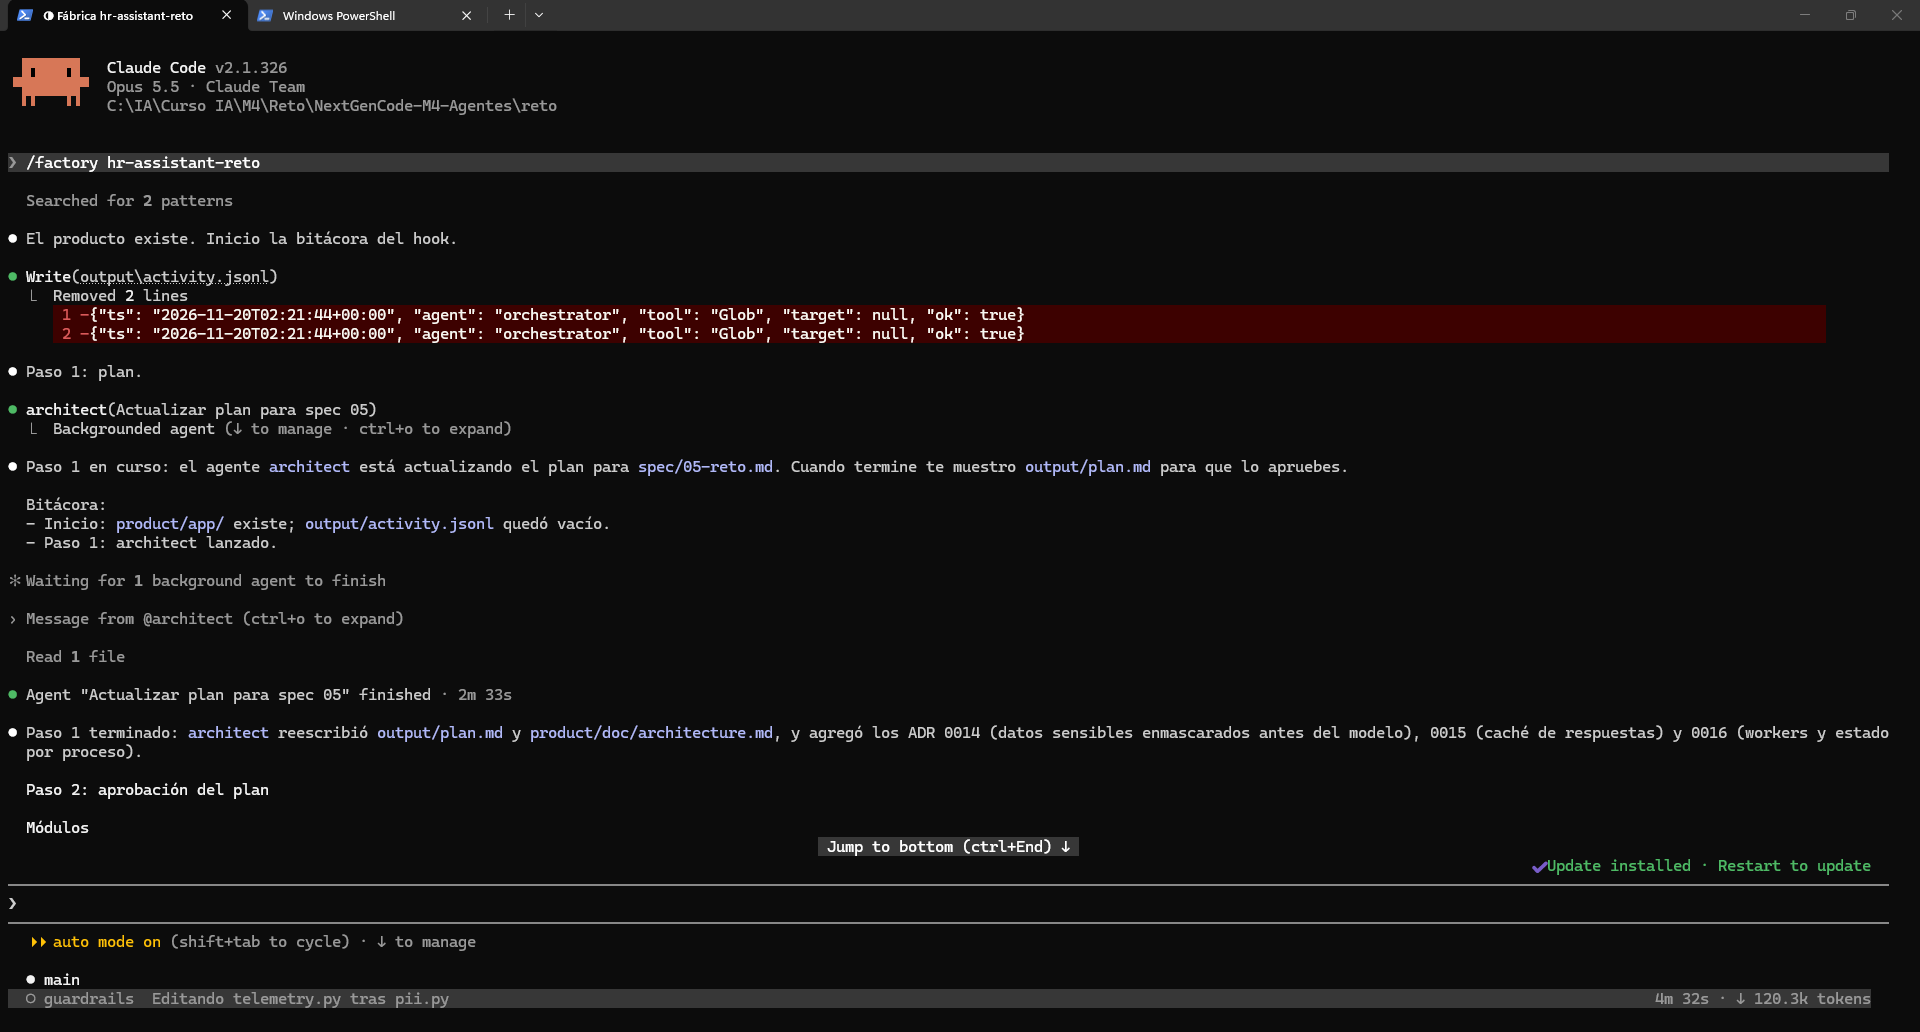 ◑ Fábrica hr-assistant-reto
Windows PowerShell
Claude Code v2.1.326
Opus 5.5 · Claude Team
C:\IA\Curso IA\M4\Reto\NextGenCode-M4-Agentes\reto
❯ /factory hr-assistant-reto
Searched for 2 patterns
● El producto existe. Inicio la bitácora del hook.
● Write(output\activity.jsonl)
└ Removed 2 lines
1 -{"ts": "2026-11-20T02:21:44+00:00", "agent": "orchestrator", "tool": "Glob", "target": null, "ok": true}
2 -{"ts": "2026-11-20T02:21:44+00:00", "agent": "orchestrator", "tool": "Glob", "target": null, "ok": true}
● Paso 1: plan.
● architect(Actualizar plan para spec 05)
└ Backgrounded agent (↓ to manage · ctrl+o to expand)
● Paso 1 en curso: el agente architect está actualizando el plan para spec/05-reto.md. Cuando termine te muestro output/plan.md para que lo apruebes.
Bitácora:
- Inicio: product/app/ existe; output/activity.jsonl quedó vacío.
- Paso 1: architect lanzado.
✻ Waiting for 1 background agent to finish
› Message from @architect (ctrl+o to expand)
Read 1 file
● Agent "Actualizar plan para spec 05" finished · 2m 33s
● Paso 1 terminado: architect reescribió output/plan.md y product/doc/architecture.md, y agregó los ADR 0014 (datos sensibles enmascarados antes del modelo), 0015 (caché de respuestas) y 0016 (workers y estado
por proceso).
Paso 2: aprobación del plan
Módulos
Jump to bottom (ctrl+End) ↓
✓Update installed · Restart to update
❯
⏵⏵ auto mode on (shift+tab to cycle) · ↓ to manage
● main
○ guardrails Editando telemetry.py tras pii.py 4m 32s · ↓ 120.3k tokens